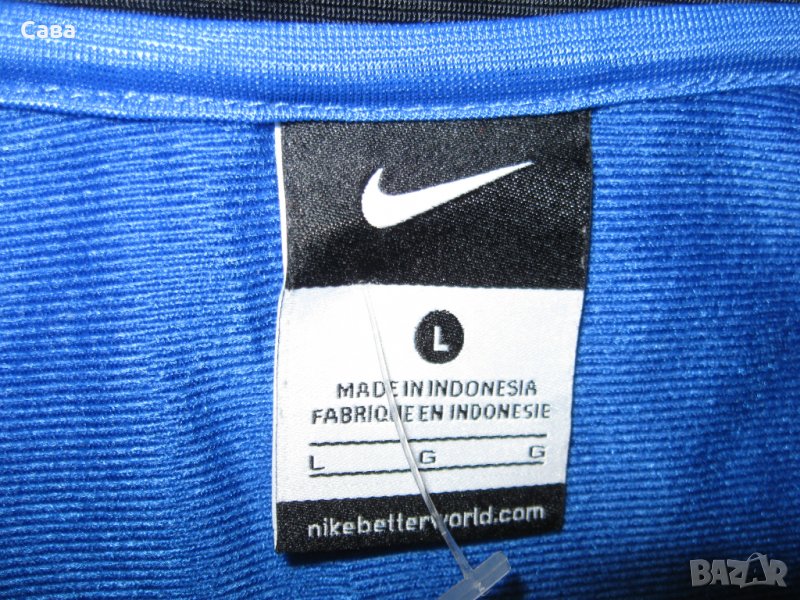 Сава
L
MADE IN INDONESIA
FABRIQUE EN INDONESIE
L G G
nikebetterworld.com
BAZAR